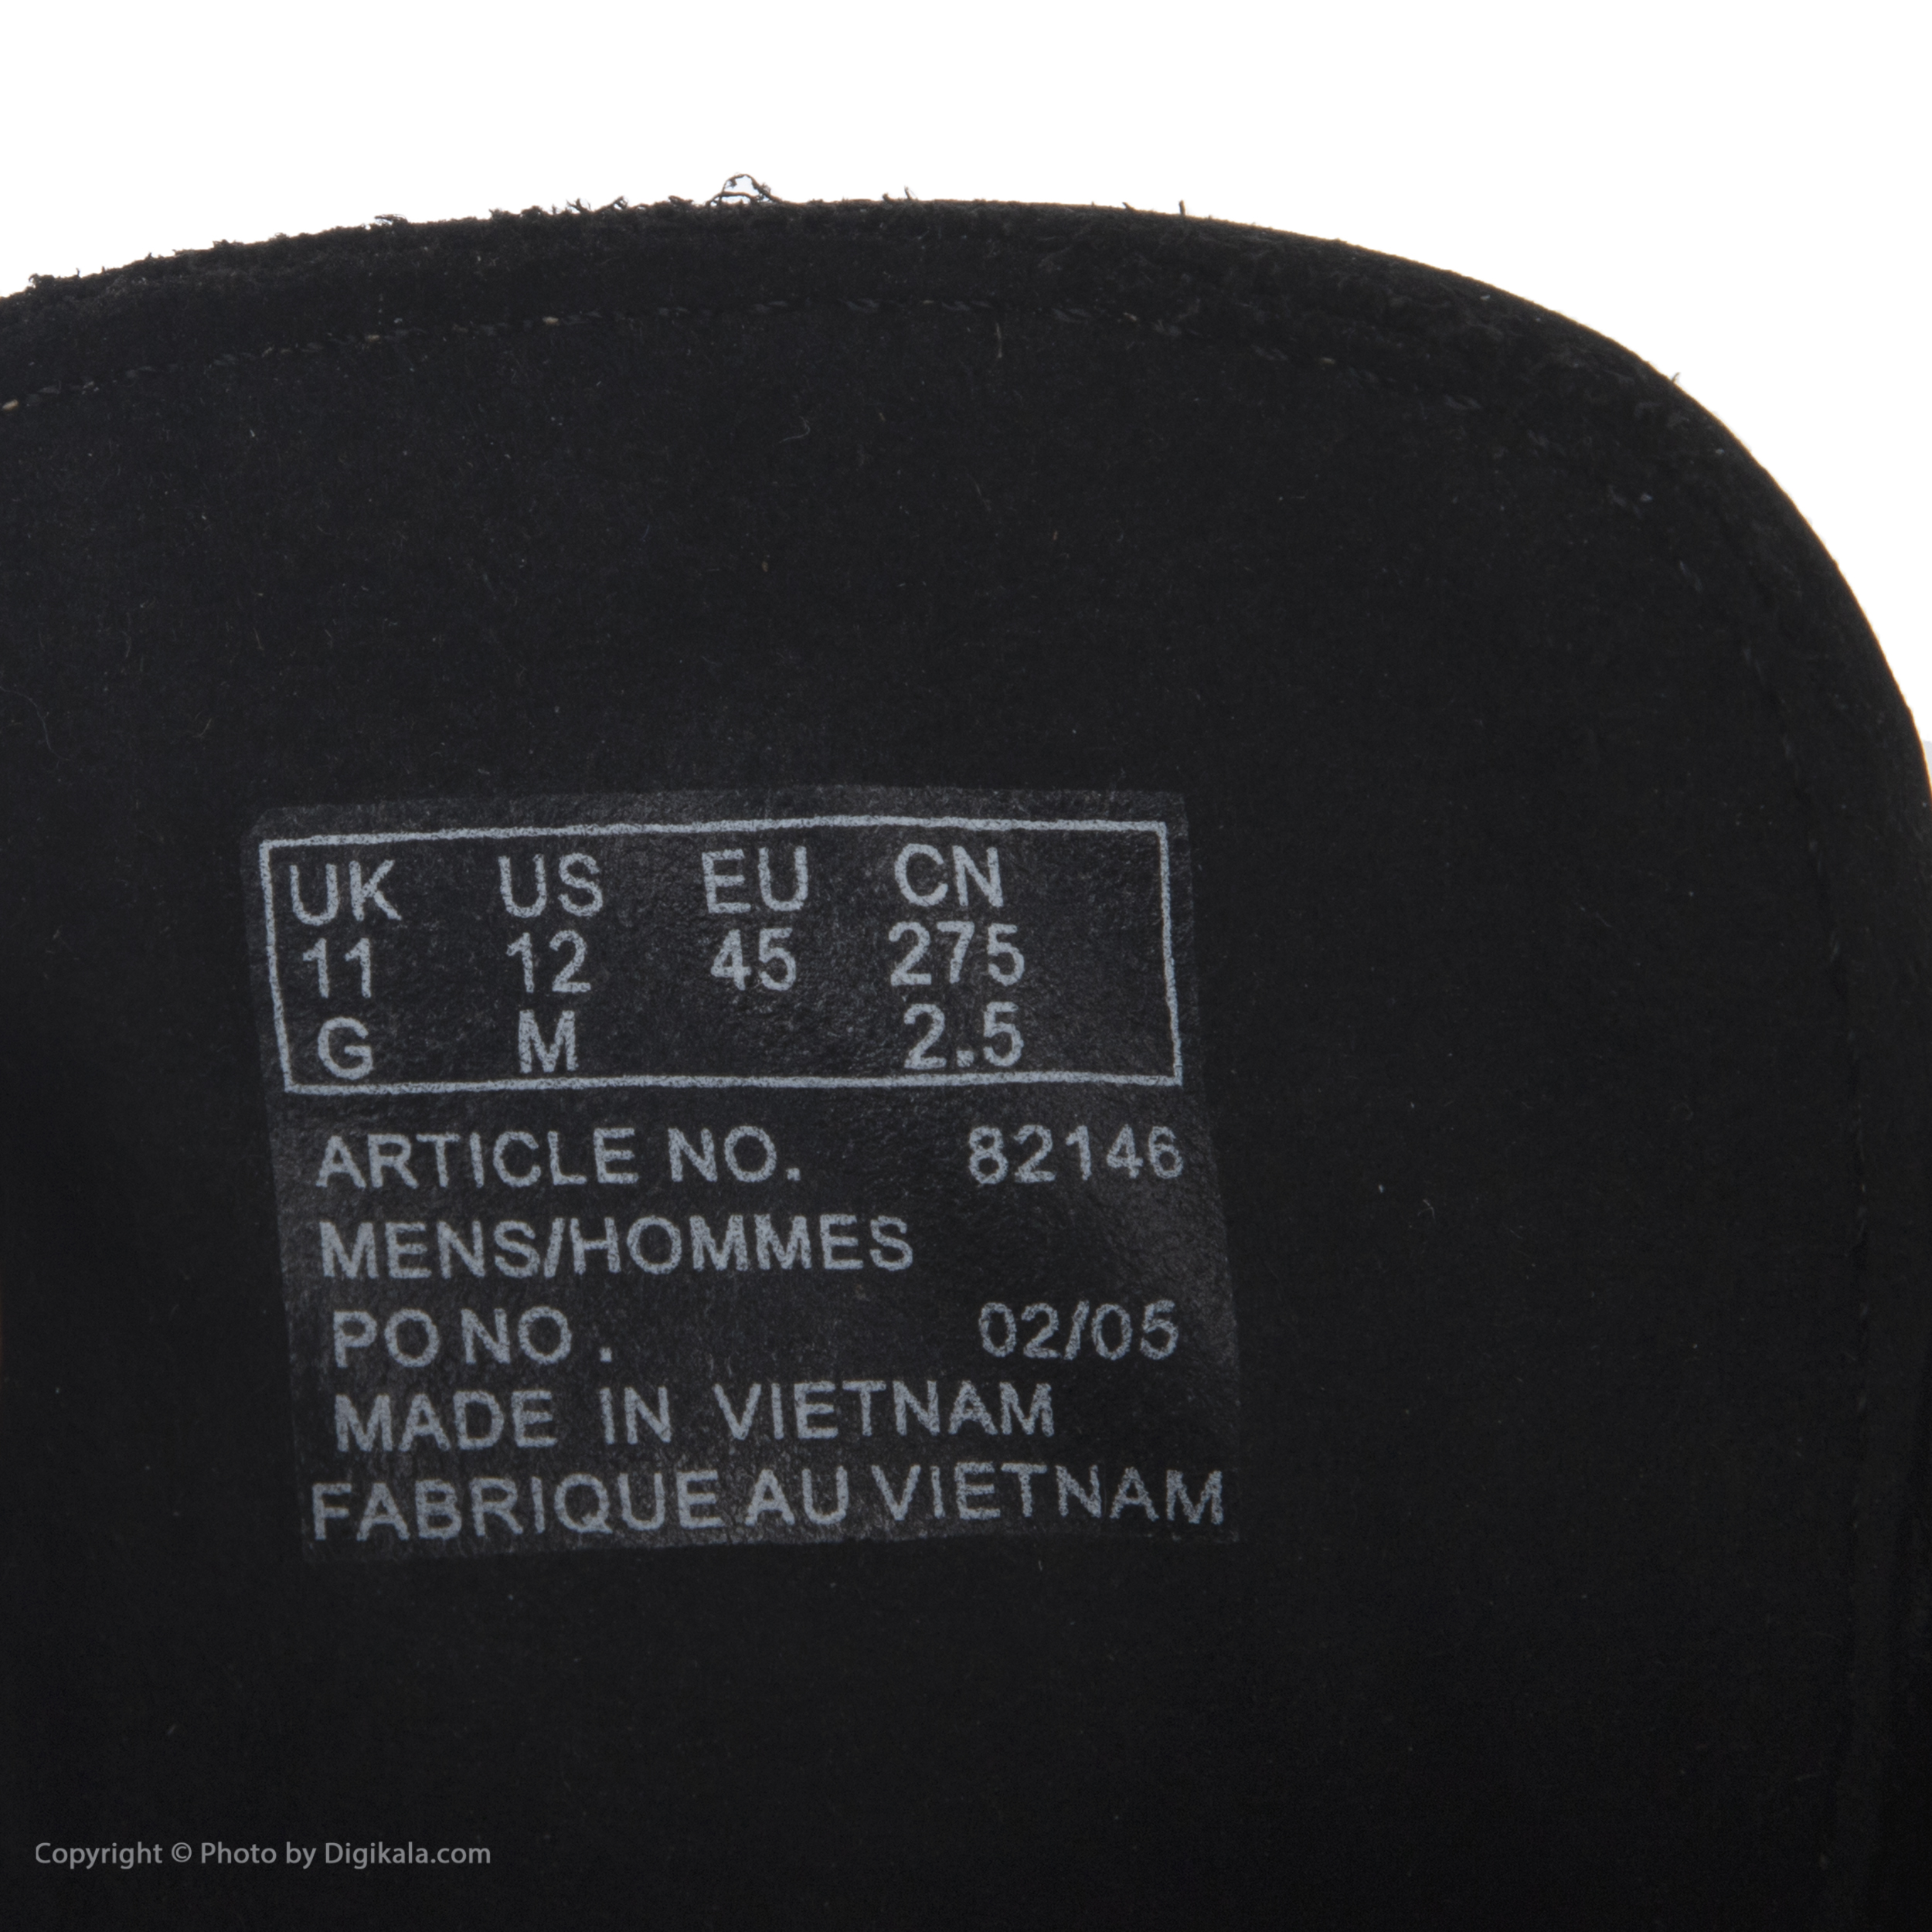 UK US EU CN
11 12 45 275
G M 2.5
ARTICLE NO. 82146
MENS/HOMMES
PO NO . 02/05
MADE IN VIETNAM
FABRIQUE AU VIETNAM
Copyright © Photo by Digikala.com